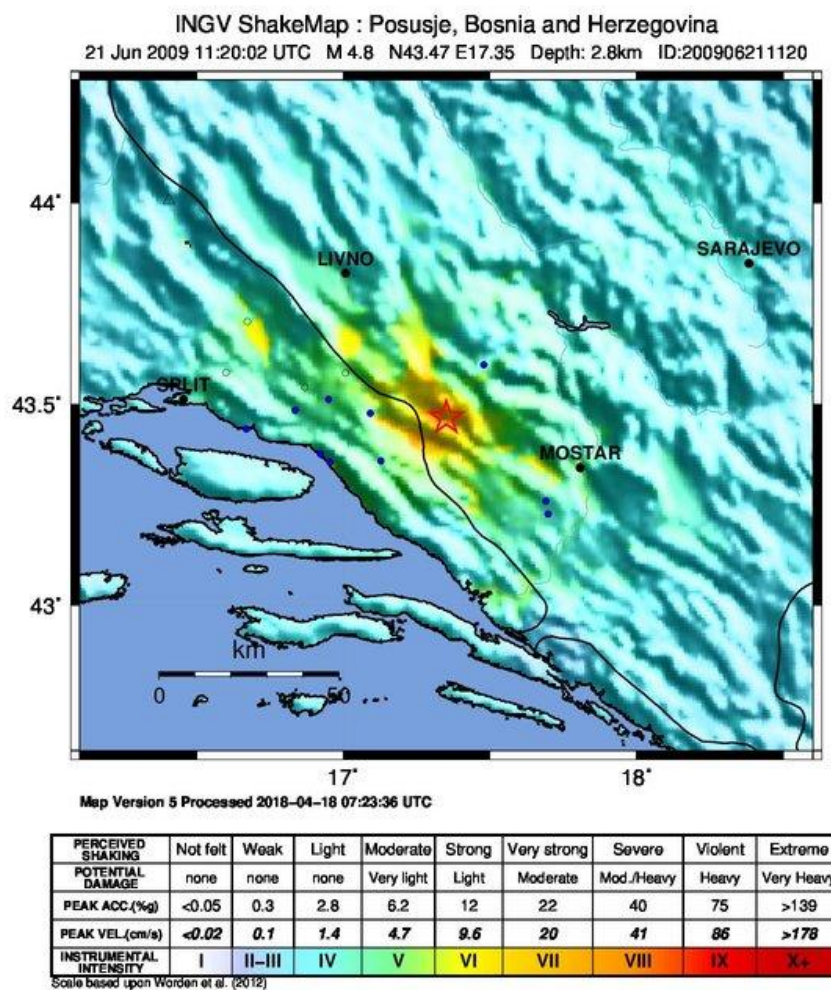 INGV ShakeMap : Posusje, Bosnia and Herzegovina
21 Jun 2009 11:20:02 UTC M 4.8 N43.47 E17.35 Depth: 2.8km ID:200906211120
44°
LIVNO
SARAJEVO
43.5°
SPLIT
MOSTAR
43°
km
0 50
17° 18°
Map Version 5 Processed 2018-04-18 07:23:36 UTC
PERCEIVED SHAKING Not felt Weak Light Moderate Strong Very strong Severe Violent Extreme
POTENTIAL DAMAGE none none none Very light Light Moderate Mod./Heavy Heavy Very Heavy
PEAK ACC.(%g) <0.05 0.3 2.8 6.2 12 22 40 75 >139
PEAK VEL.(cm/s) <0.02 0.1 1.4 4.7 9.6 20 41 86 >178
INSTRUMENTAL INTENSITY I II-III IV V VI VII VIII IX X+
Scale based upon Worden et al. (2012)